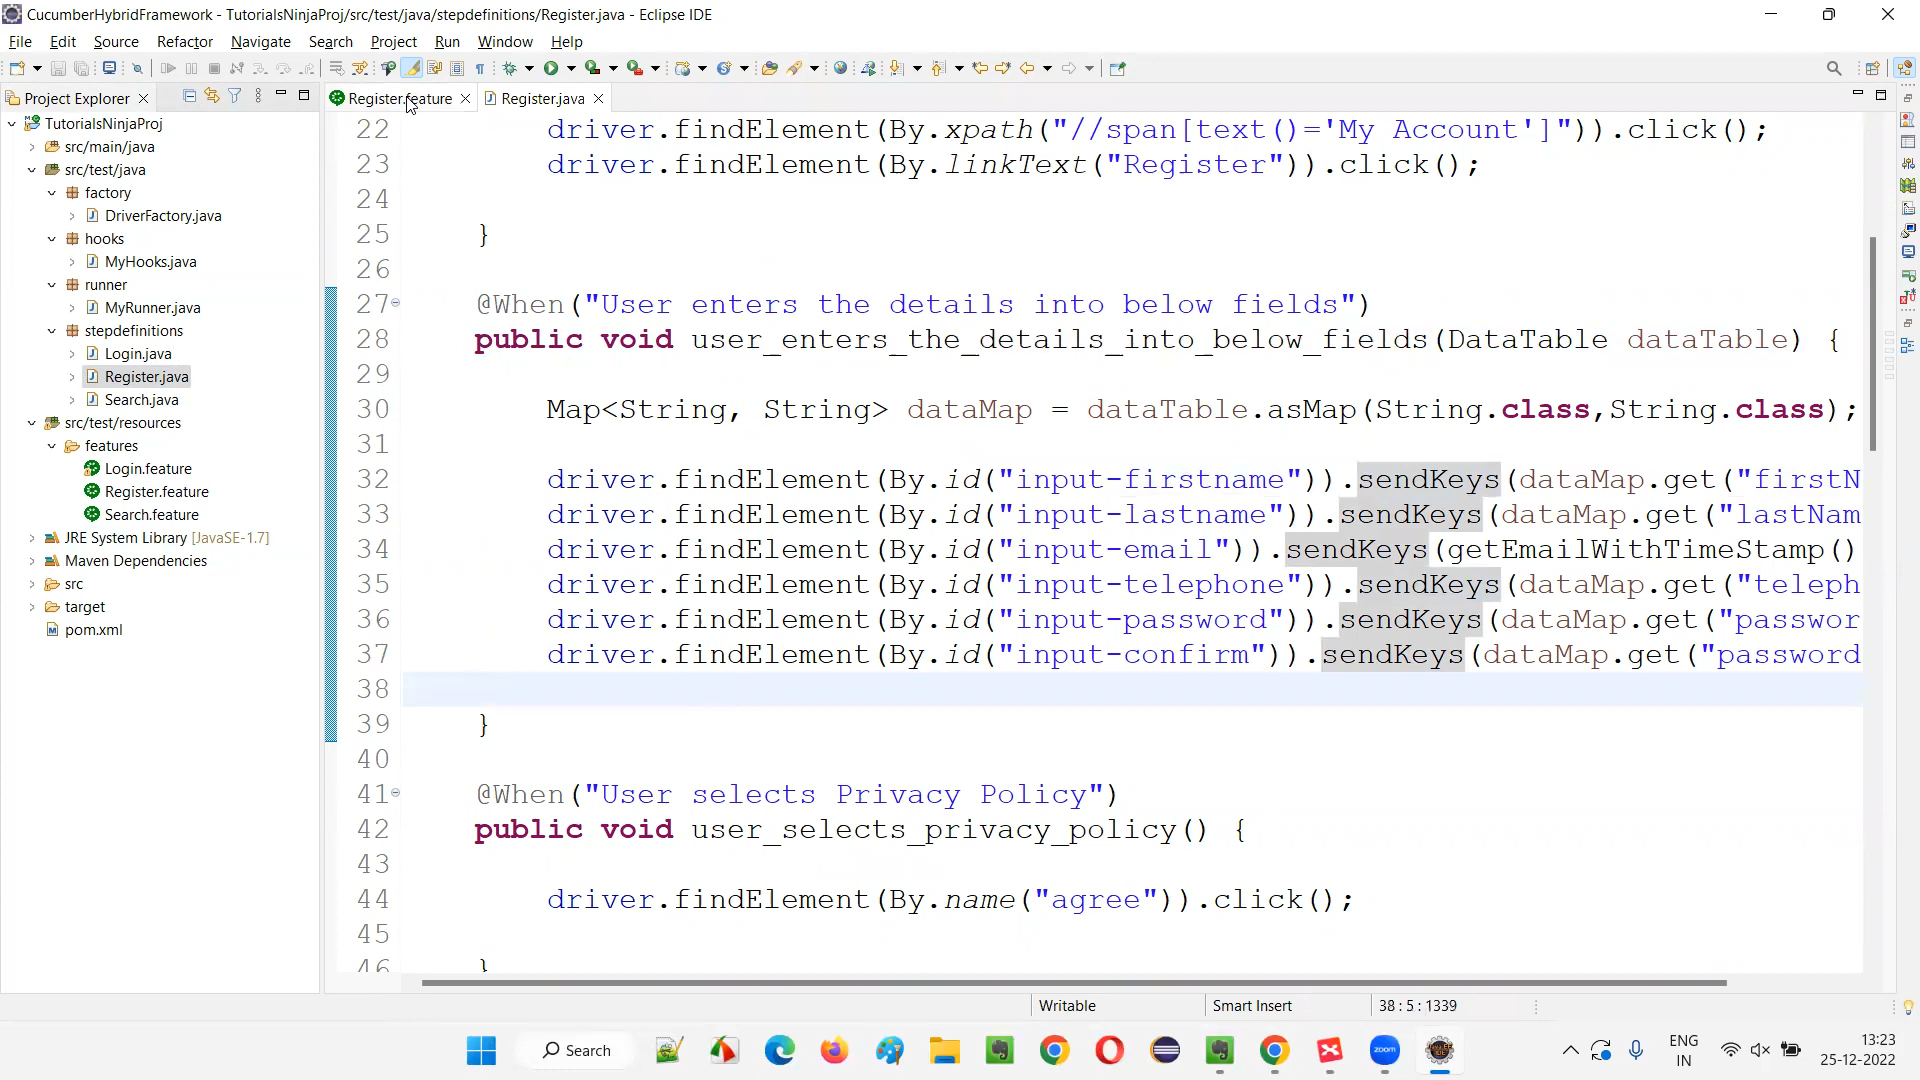 CucumberHybridFramework - TutorialsNinjaProj/src/test/java/stepdefinitions/Register.java - Eclipse IDE
File Edit Source Refactor Navigate Search Project Run Window Help
Project Explorer
Register.feature
Register.java
TutorialsNinjaProj
src/main/java
src/test/java
factory
DriverFactory.java
hooks
MyHooks.java
runner
MyRunner.java
stepdefinitions
Login.java
Register.java
Search.java
src/test/resources
features
Login.feature
Register.feature
Search.feature
JRE System Library [JavaSE-1.7]
Maven Dependencies
src
target
pom.xml
22 driver.findElement(By.xpath("//span[text()='My Account']")).click();
23 driver.findElement(By.linkText("Register")).click();
24
25 }
26
27 @When("User enters the details into below fields")
28 public void user_enters_the_details_into_below_fields(DataTable dataTable) {
29
30 Map<String, String> dataMap = dataTable.asMap(String.class,String.class);
31
32 driver.findElement(By.id("input-firstname")).sendKeys(dataMap.get("firstN
33 driver.findElement(By.id("input-lastname")).sendKeys(dataMap.get("lastNam
34 driver.findElement(By.id("input-email")).sendKeys(getEmailWithTimeStamp()
35 driver.findElement(By.id("input-telephone")).sendKeys(dataMap.get("teleph
36 driver.findElement(By.id("input-password")).sendKeys(dataMap.get("passwor
37 driver.findElement(By.id("input-confirm")).sendKeys(dataMap.get("password
38
39 }
40
41 @When("User selects Privacy Policy")
42 public void user_selects_privacy_policy() {
43
44 driver.findElement(By.name("agree")).click();
45
46 }
Writable
Smart Insert
38 : 5 : 1339
Search
zoom
ENG
IN
13:23
25-12-2022